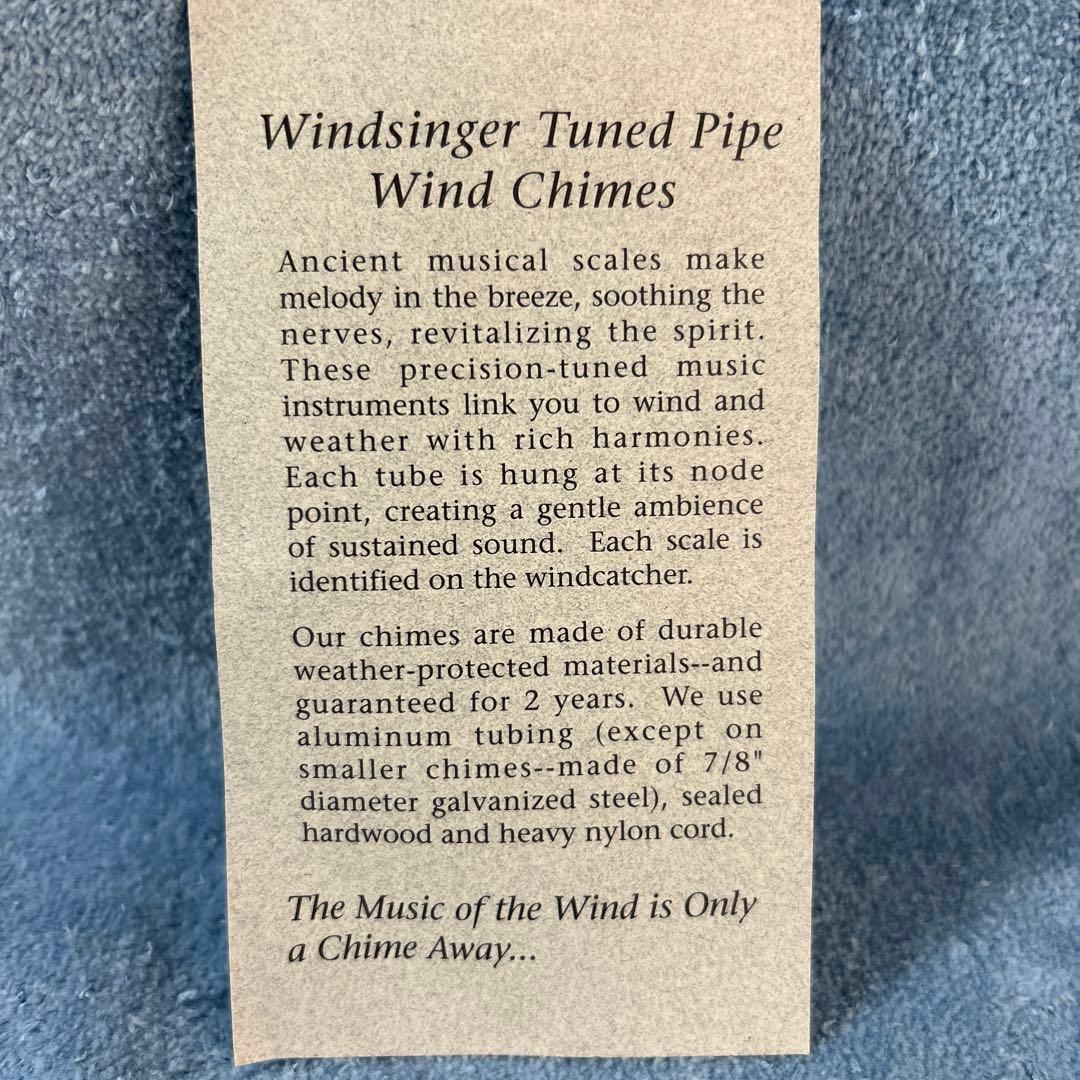 Windsinger Tuned Pipe
Wind Chimes
Ancient musical scales make
melody in the breeze, soothing the
nerves, revitalizing the spirit.
These precision-tuned music
instruments link you to wind and
weather with rich harmonies.
Each tube is hung at its node
point, creating a gentle ambience
of sustained sound. Each scale is
identified on the windcatcher.
Our chimes are made of durable
weather-protected materials--and
guaranteed for 2 years. We use
aluminum tubing (except on
smaller chimes--made of 7/8"
diameter galvanized steel), sealed
hardwood and heavy nylon cord.
The Music of the Wind is Only
a Chime Away...